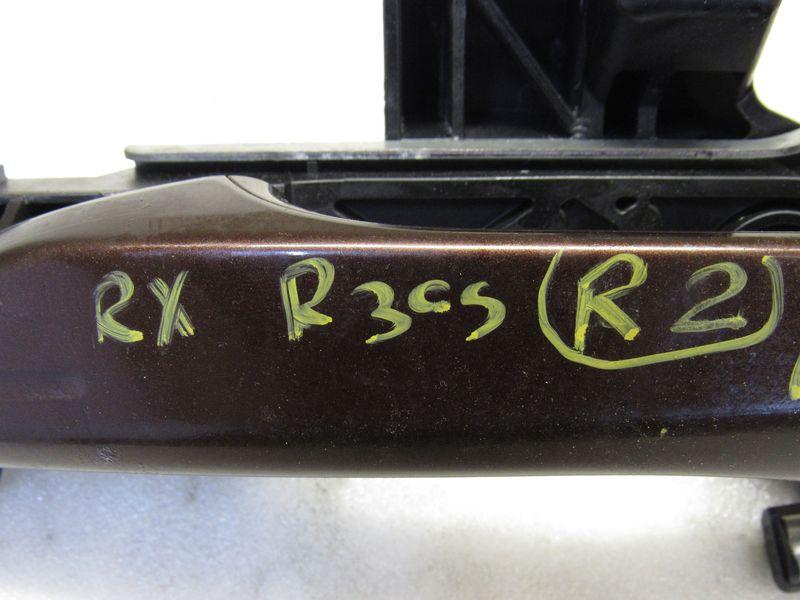 RX R3CS (R2)